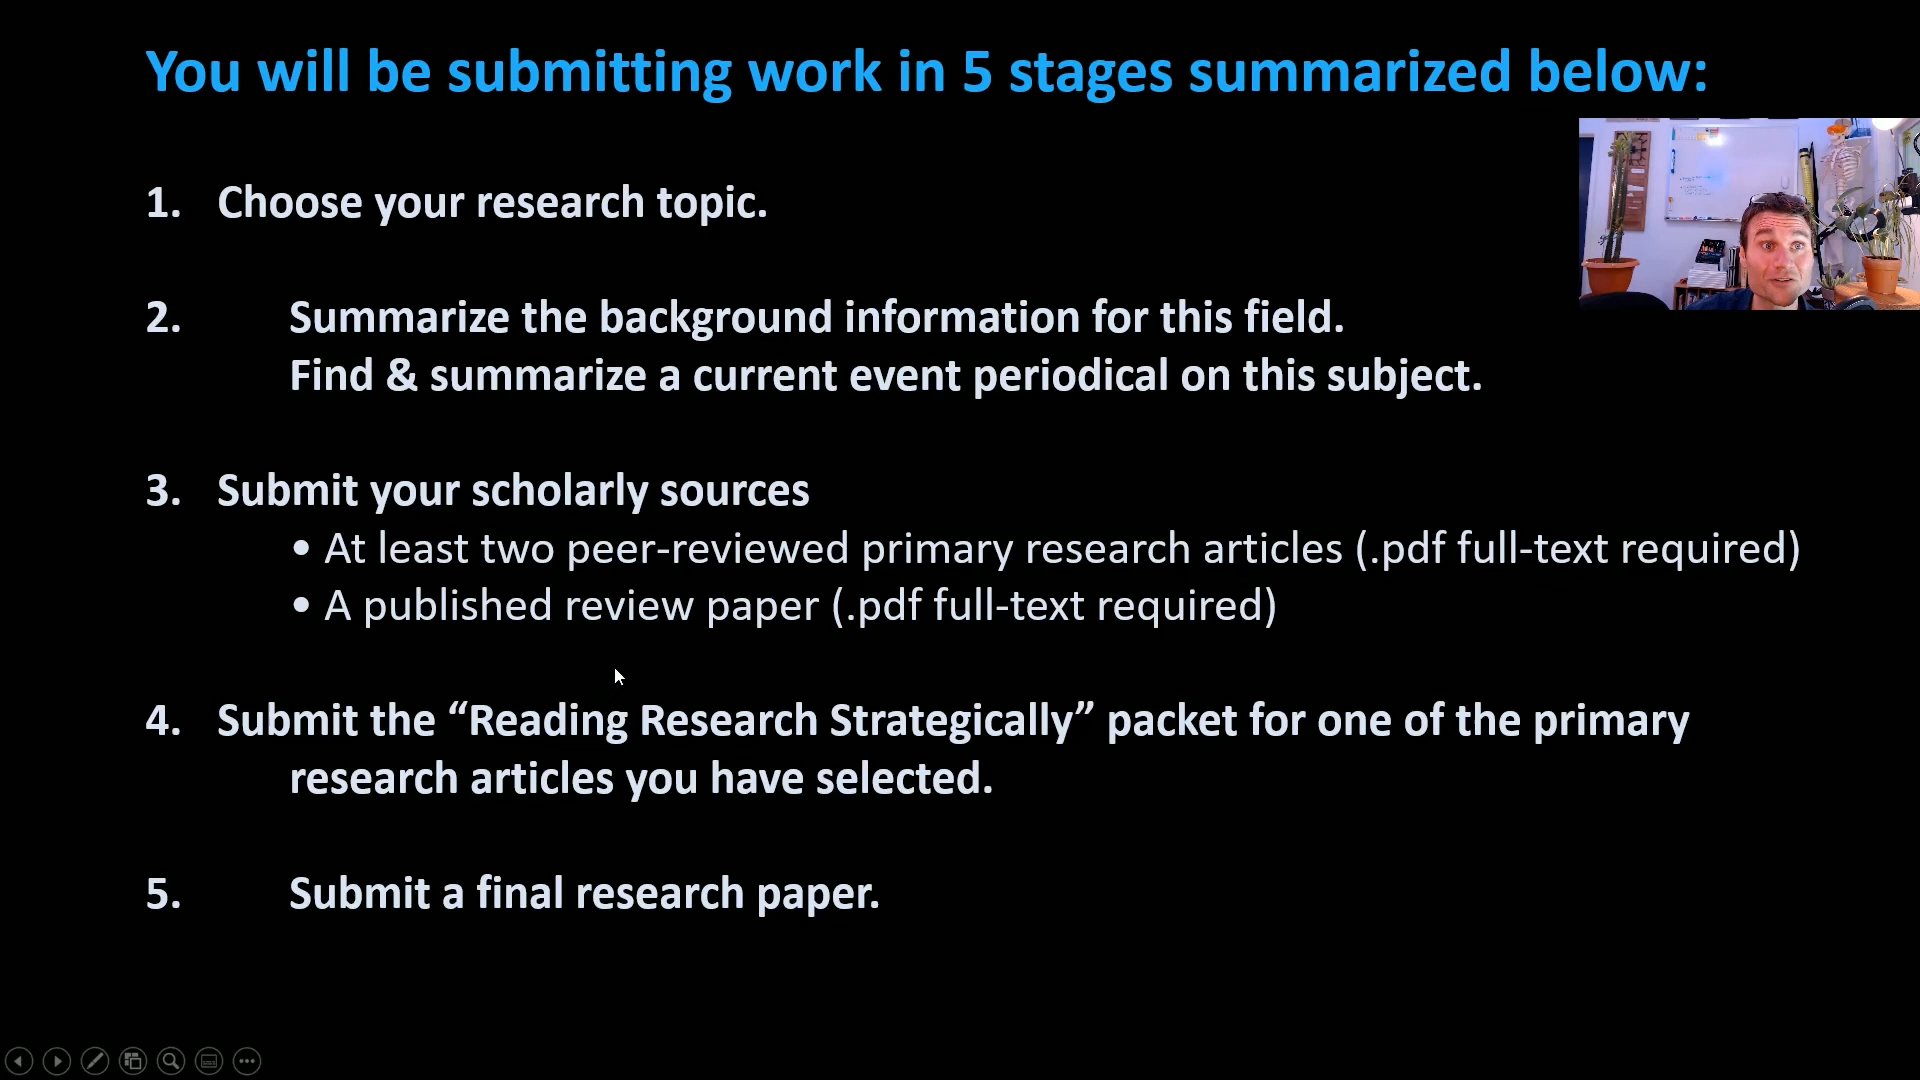 You will be submitting work in 5 stages summarized below:
1. Choose your research topic.
2. Summarize the background information for this field.
Find & summarize a current event periodical on this subject.
3. Submit your scholarly sources
• At least two peer-reviewed primary research articles (.pdf full-text required)
• A published review paper (.pdf full-text required)
4. Submit the “Reading Research Strategically” packet for one of the primary
research articles you have selected.
5. Submit a final research paper.